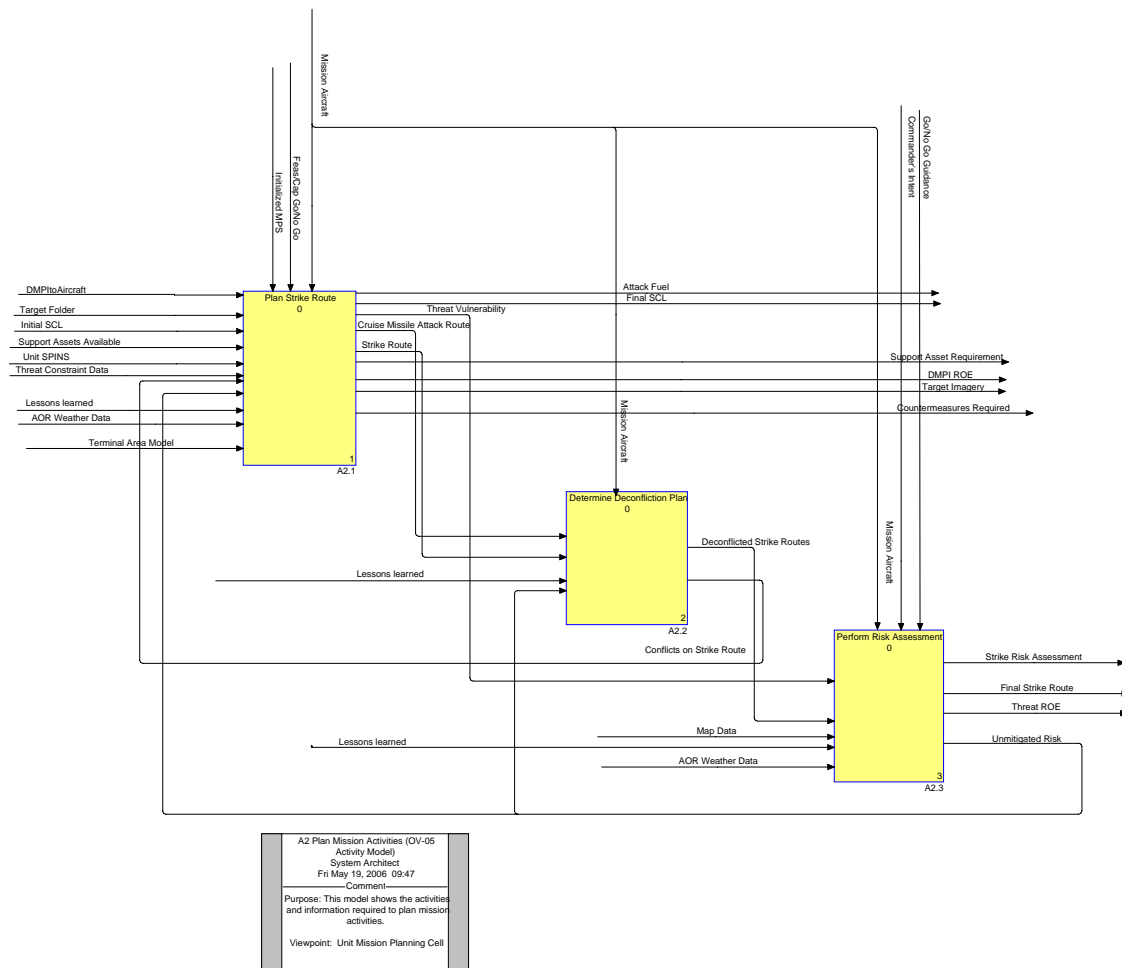 Mission Aircraft
Feas/Cap Go/No Go
Initialized MPS
Go/No Go Guidance
Commander's Intent
DMPItoAircraft
Target Folder
Initial SCL
Support Assets Available
Unit SPINS
Threat Constraint Data
Lessons learned
AOR Weather Data
Terminal Area Model
Plan Strike Route
0
1
A2.1
Attack Fuel
Final SCL
Threat Vulnerability
Cruise Missile Attack Route
Strike Route
Support Asset Requirement
DMPI ROE
Target Imagery
Countermeasures Required
Mission Aircraft
Determine Deconfliction Plan
0
2
A2.2
Lessons learned
Deconflicted Strike Routes
Conflicts on Strike Route
Mission Aircraft
Perform Risk Assessment
0
3
A2.3
Map Data
Lessons learned
AOR Weather Data
Strike Risk Assessment
Final Strike Route
Threat ROE
Unmitigated Risk
A2 Plan Mission Activities (OV-05
Activity Model)
System Architect
Fri May 19, 2006 09:47
Comment
Purpose: This model shows the activities
and information required to plan mission
activities.
Viewpoint: Unit Mission Planning Cell